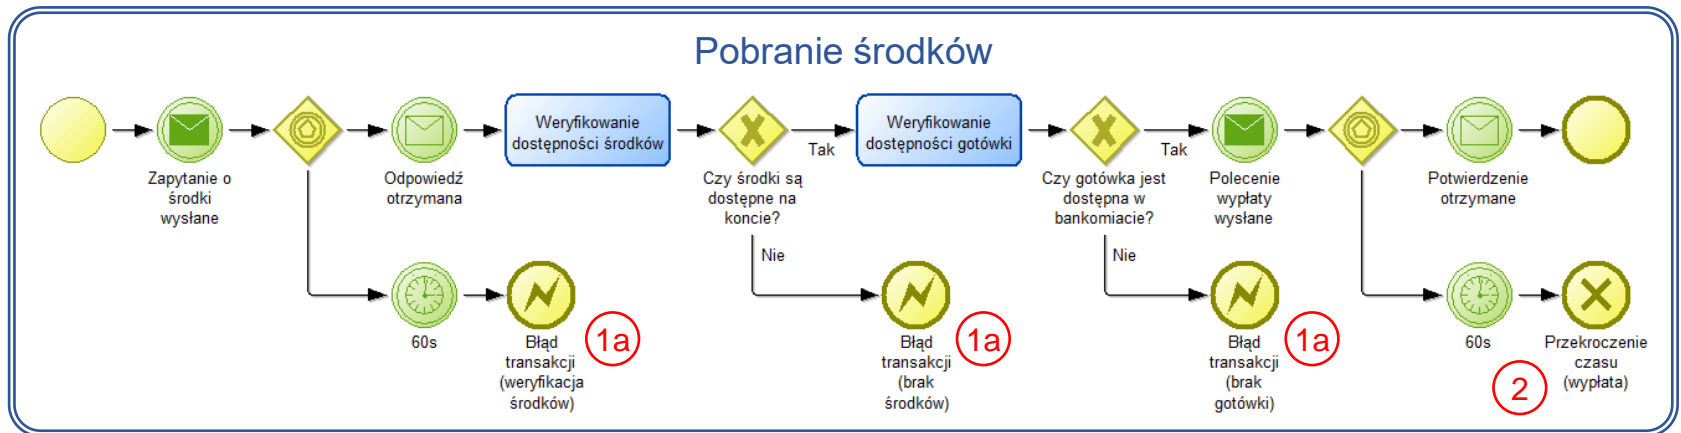 Pobranie środków
Zapytanie o
środki
wysłane
Odpowiedź
otrzymana
Weryfikowanie
dostępności środków
Czy środki są
dostępne na
koncie?
Tak
Nie
Weryfikowanie
dostępności gotówki
Czy gotówka jest
dostępna w
bankomiacie?
Tak
Nie
Polecenie
wypłaty
wysłane
Potwierdzenie
otrzymane
60s
Błąd
transakcji
(weryfikacja
środków)
1a
Błąd
transakcji
(brak
środków)
1a
Błąd
transakcji
(brak
gotówki)
1a
60s
Przekroczenie
czasu
(wypłata)
2